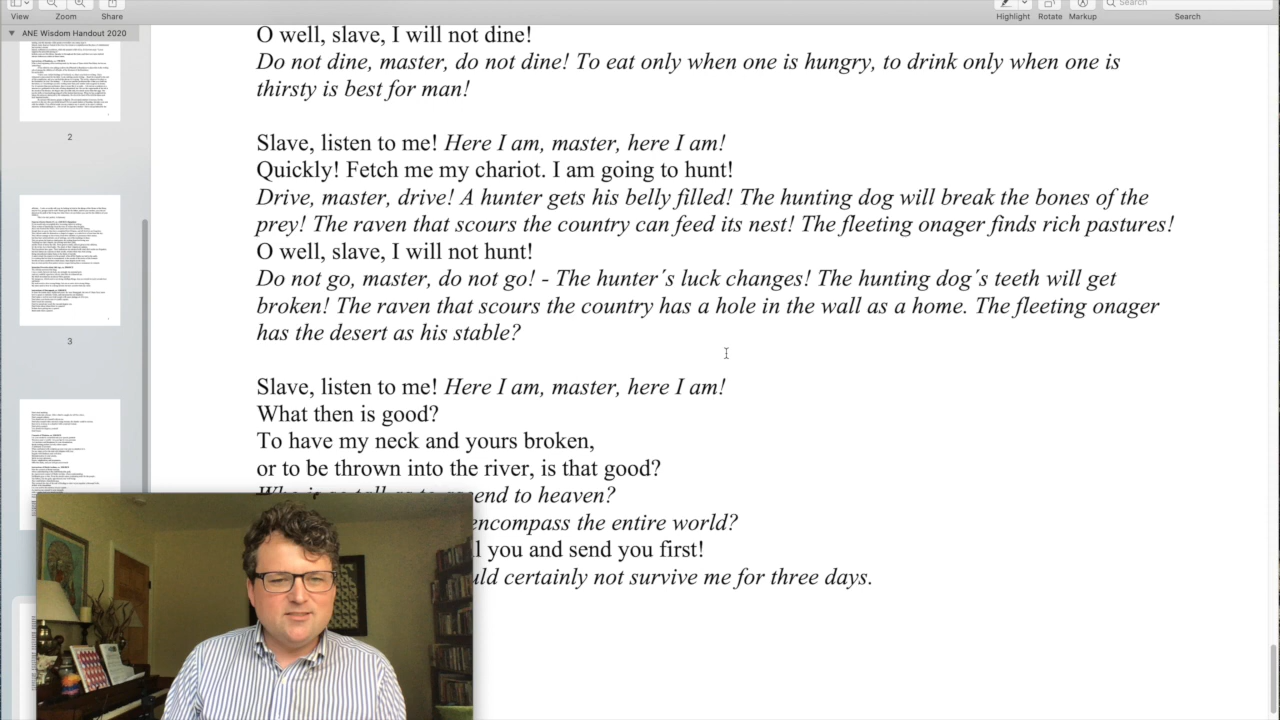 View
Zoom
Share
Highlight
Rotate
Markup
Search
Search
ANE Wisdom Handout 2020
2
3
O well, slave, I will not dine!
Do not dine, master, do not dine! To eat only when one is hungry, to drink only when one is
thirsty is best for man!
Slave, listen to me! Here I am, master, here I am!
Quickly! Fetch me my chariot. I am going to hunt!
Drive, master, drive! A hunter gets his belly filled! The hunting dog will break the bones of the
prey! The raven that scours the country can feed its nest! The fleeting onager finds rich pastures!
O well, slave, I will not hunt!
Do not go, master, do not go! - The hunter´s luck changes! The hunting dog´s teeth will get
broken! The raven that scours the country has a hole in the wall as a home. The fleeting onager
has the desert as his stable?
Slave, listen to me! Here I am, master, here I am!
What then is good?
To have my neck and yours broken,
or to be thrown into the river, is that good?
to heaven?
encompass the entire world?
you and send you first!
certainly not survive me for three days.